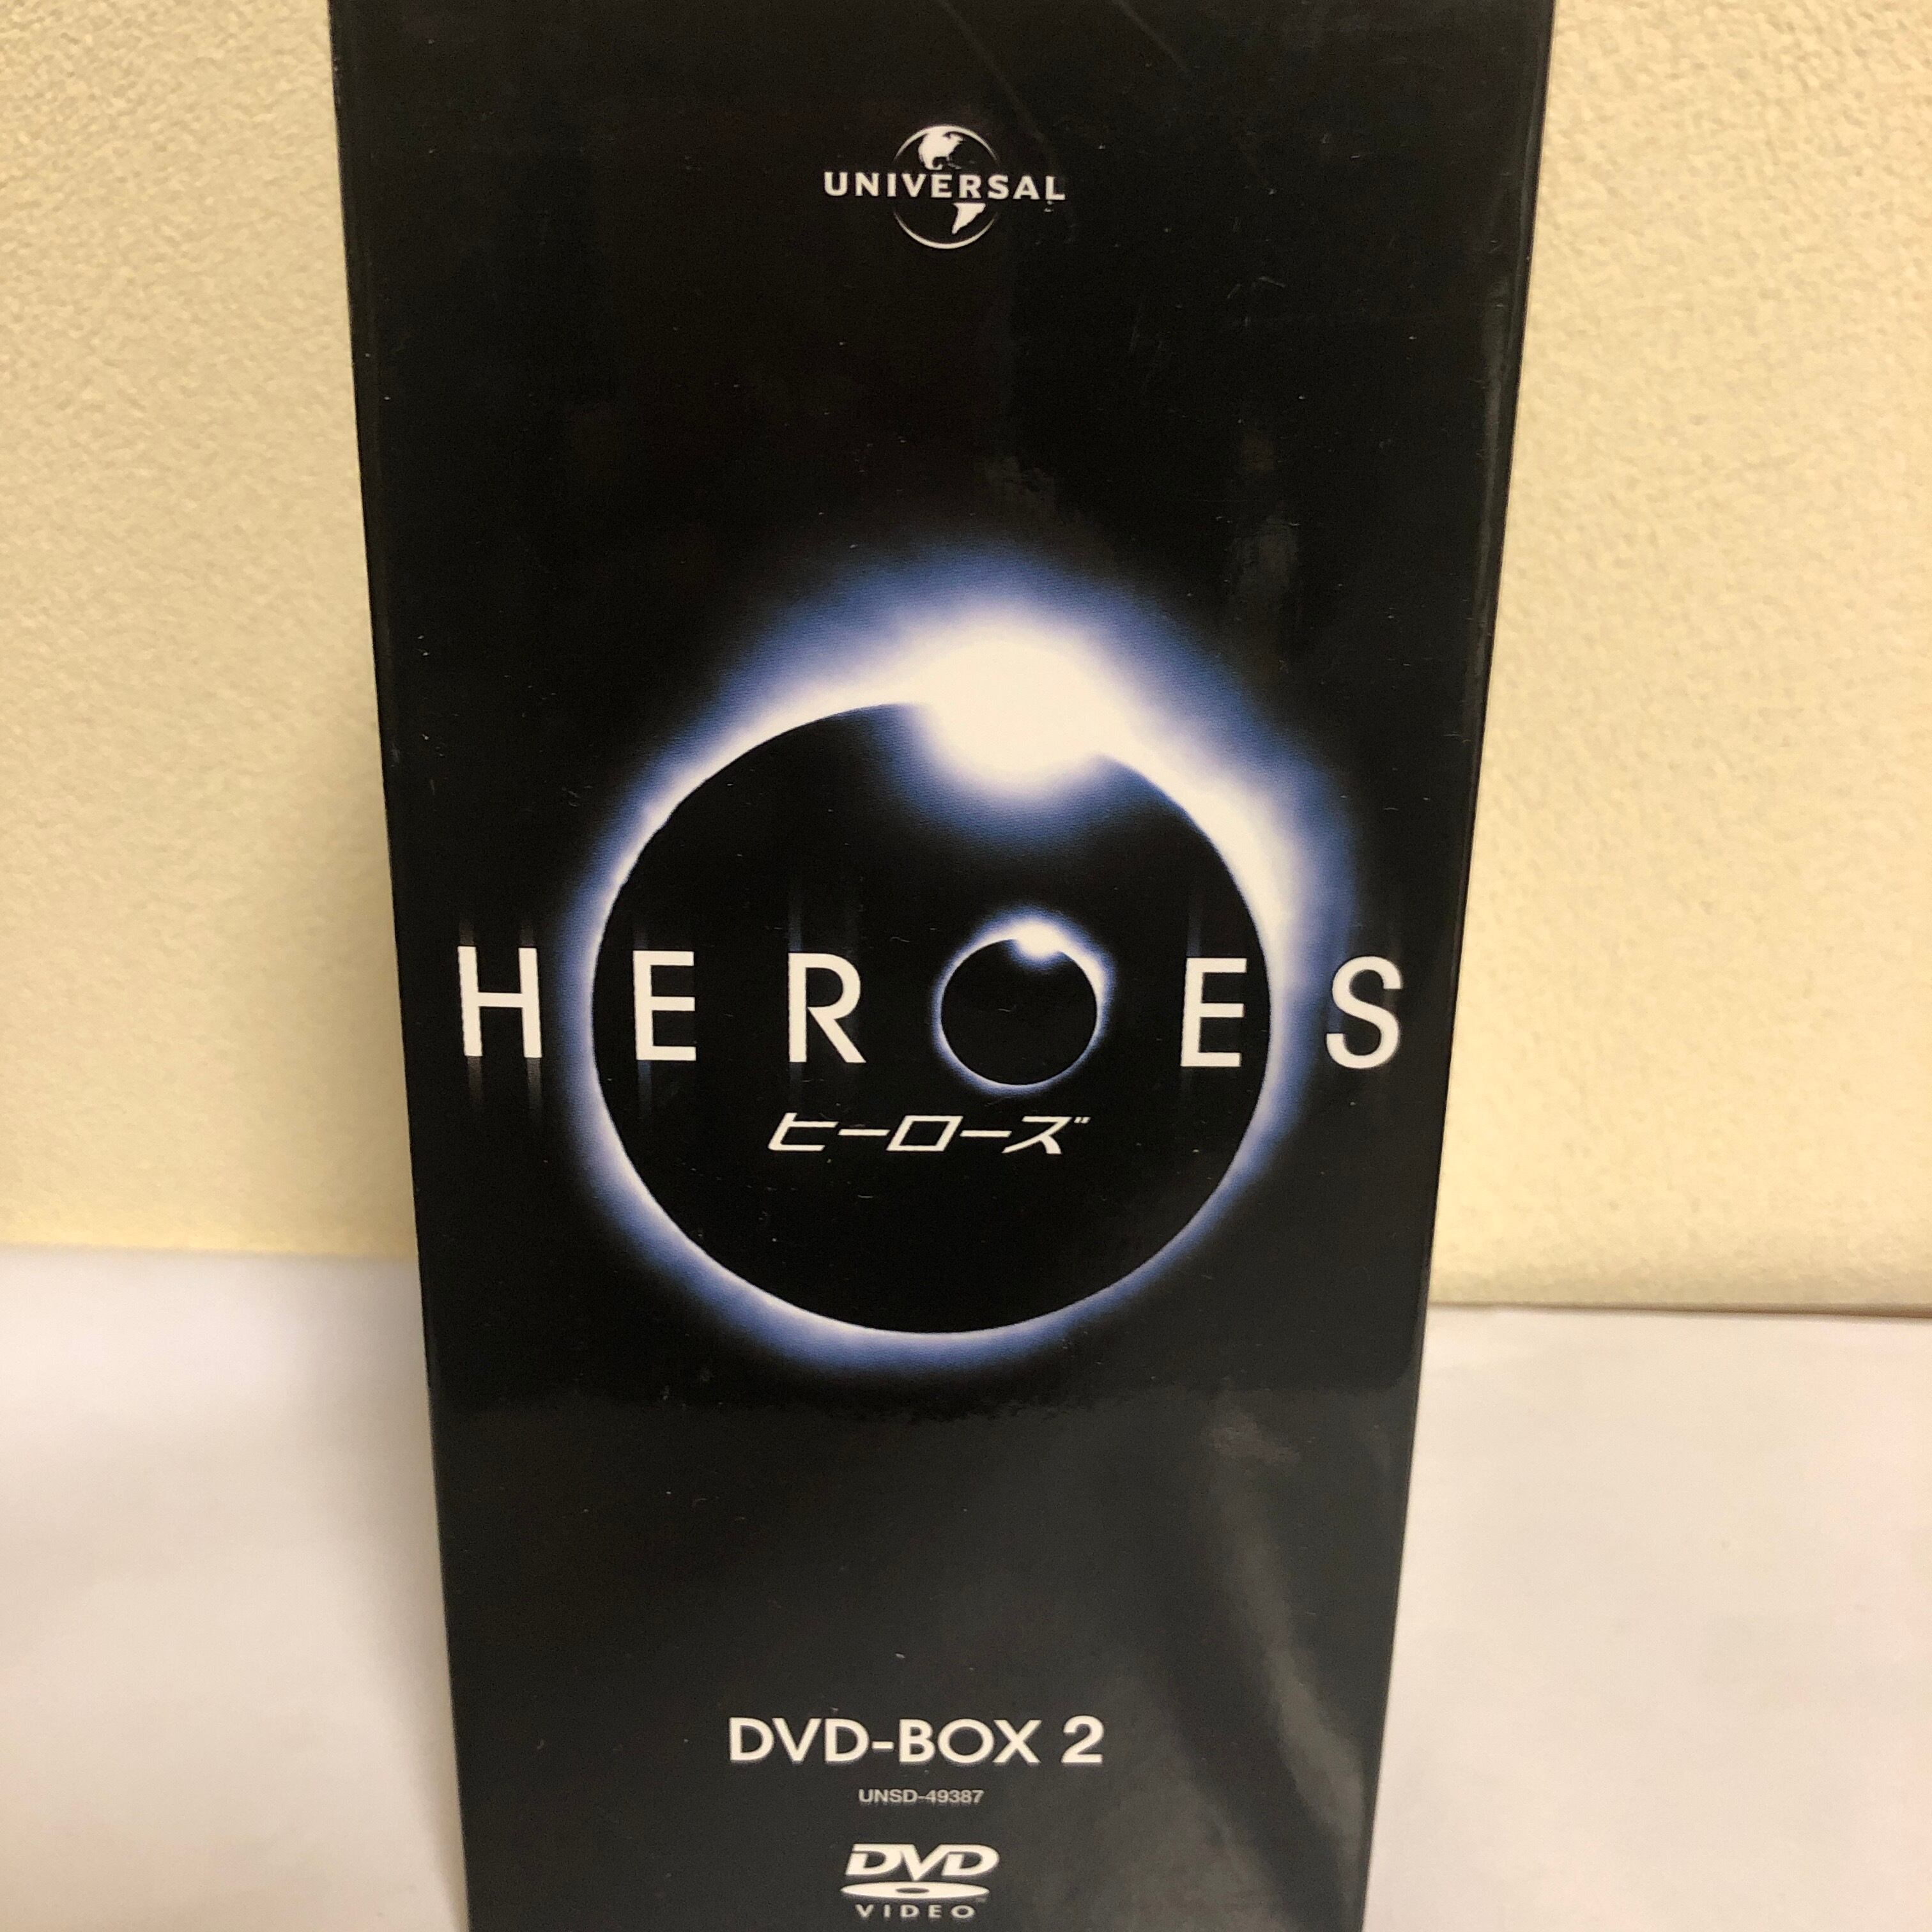 UNIVERSAL
HEROES
ヒーローズ
DVD-BOX 2
UNSD-49387
DVD
VIDEO